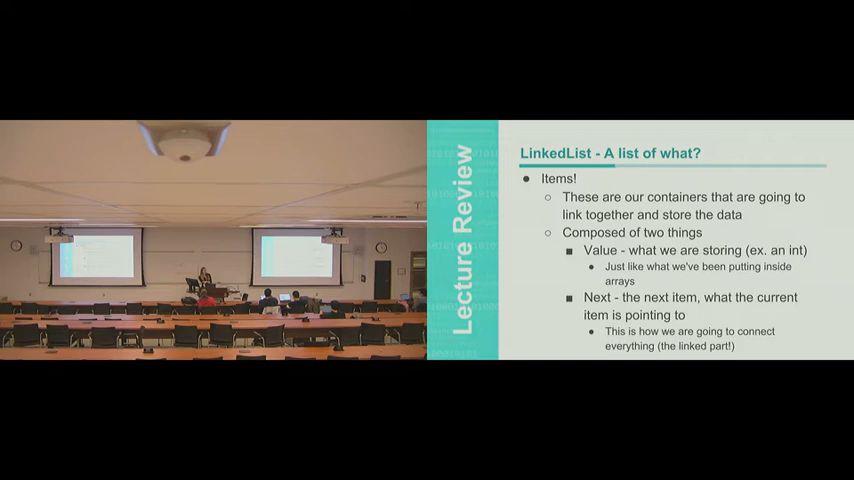 Lecture Review
LinkedList - A list of what?
● Items!
○ These are our containers that are going to
link together and store the data
○ Composed of two things
■ Value - what we are storing (ex. an int)
● Just like what we've been putting inside
arrays
■ Next - the next item, what the current
item is pointing to
● This is how we are going to connect
everything (the linked part!)